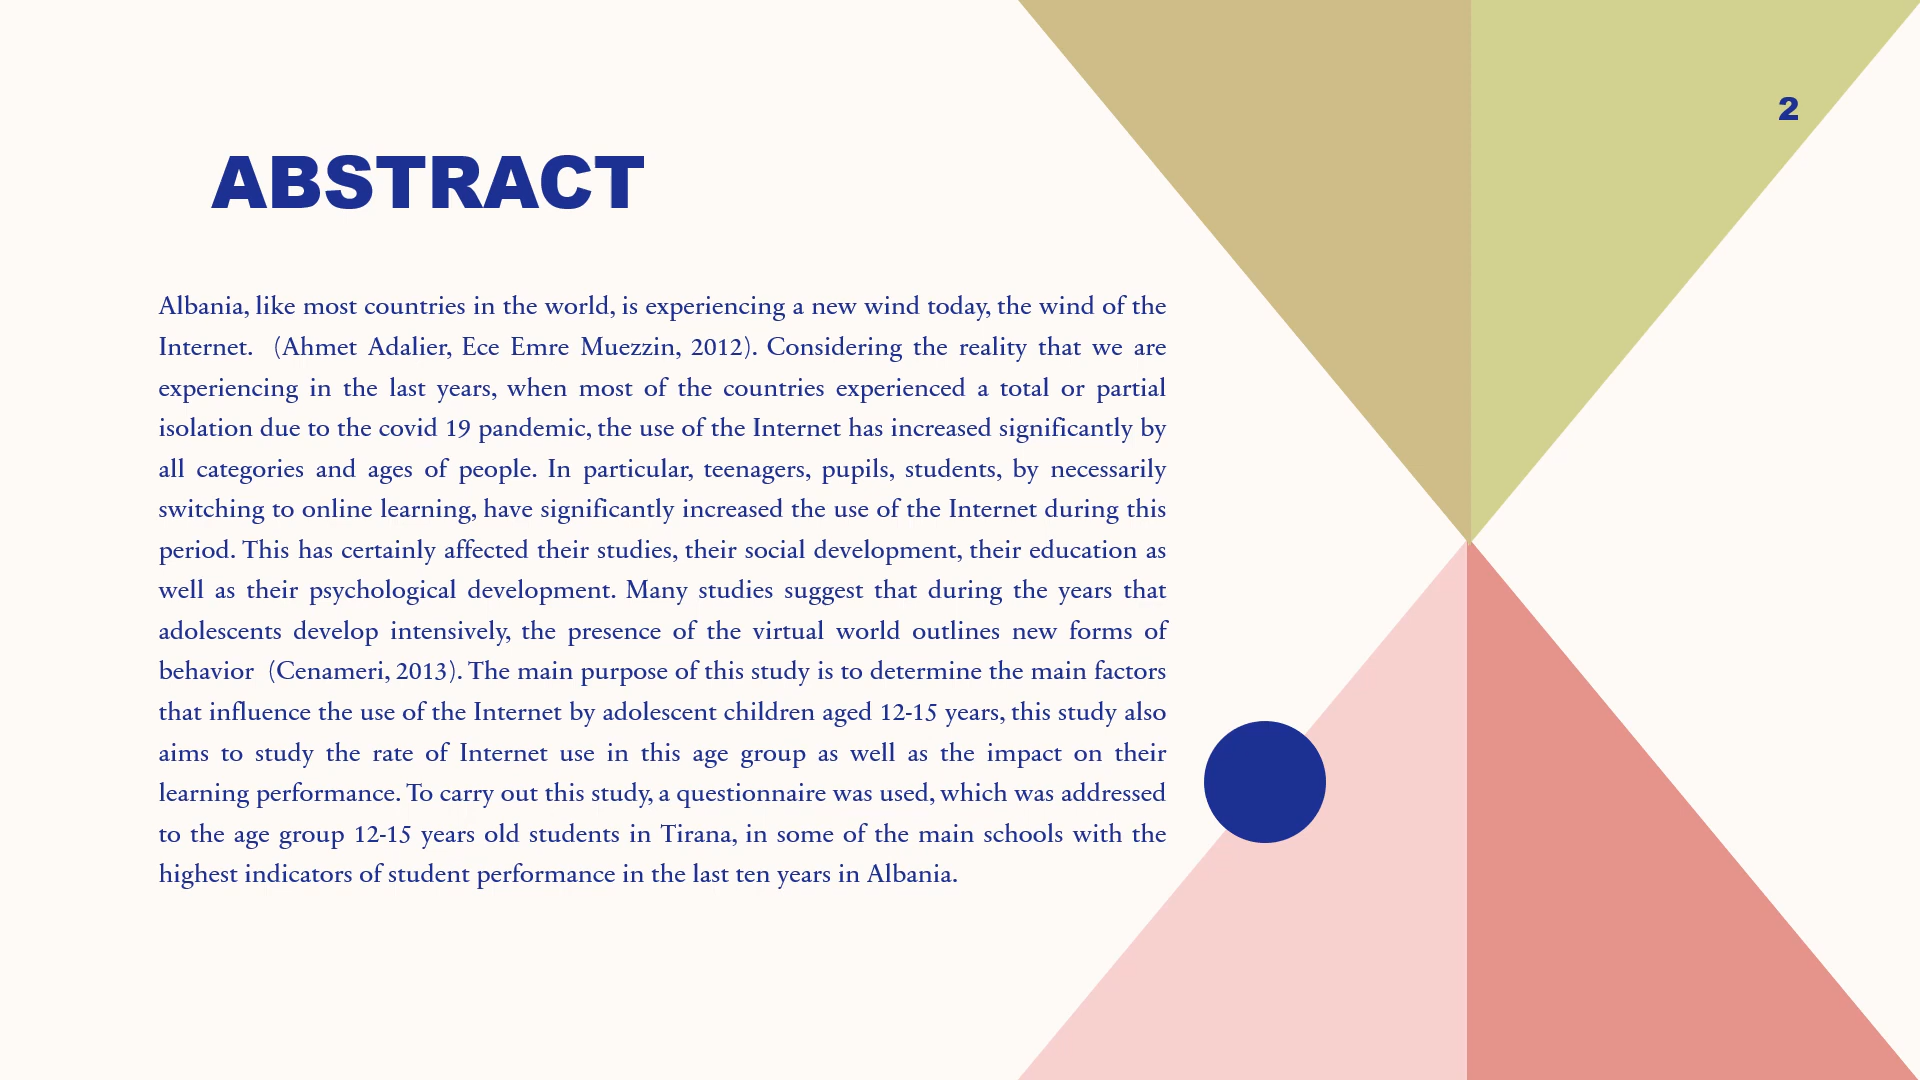 2
ABSTRACT
Albania, like most countries in the world, is experiencing a new wind today, the wind of the
Internet.  (Ahmet Adalier, Ece Emre Muezzin, 2012). Considering the reality that we are
experiencing in the last years, when most of the countries experienced a total or partial
isolation due to the covid 19 pandemic, the use of the Internet has increased significantly by
all categories and ages of people. In particular, teenagers, pupils, students, by necessarily
switching to online learning, have significantly increased the use of the Internet during this
period. This has certainly affected their studies, their social development, their education as
well as their psychological development. Many studies suggest that during the years that
adolescents develop intensively, the presence of the virtual world outlines new forms of
behavior  (Cenameri, 2013). The main purpose of this study is to determine the main factors
that influence the use of the Internet by adolescent children aged 12-15 years, this study also
aims to study the rate of Internet use in this age group as well as the impact on their
learning performance. To carry out this study, a questionnaire was used, which was addressed
to the age group 12-15 years old students in Tirana, in some of the main schools with the
highest indicators of student performance in the last ten years in Albania.